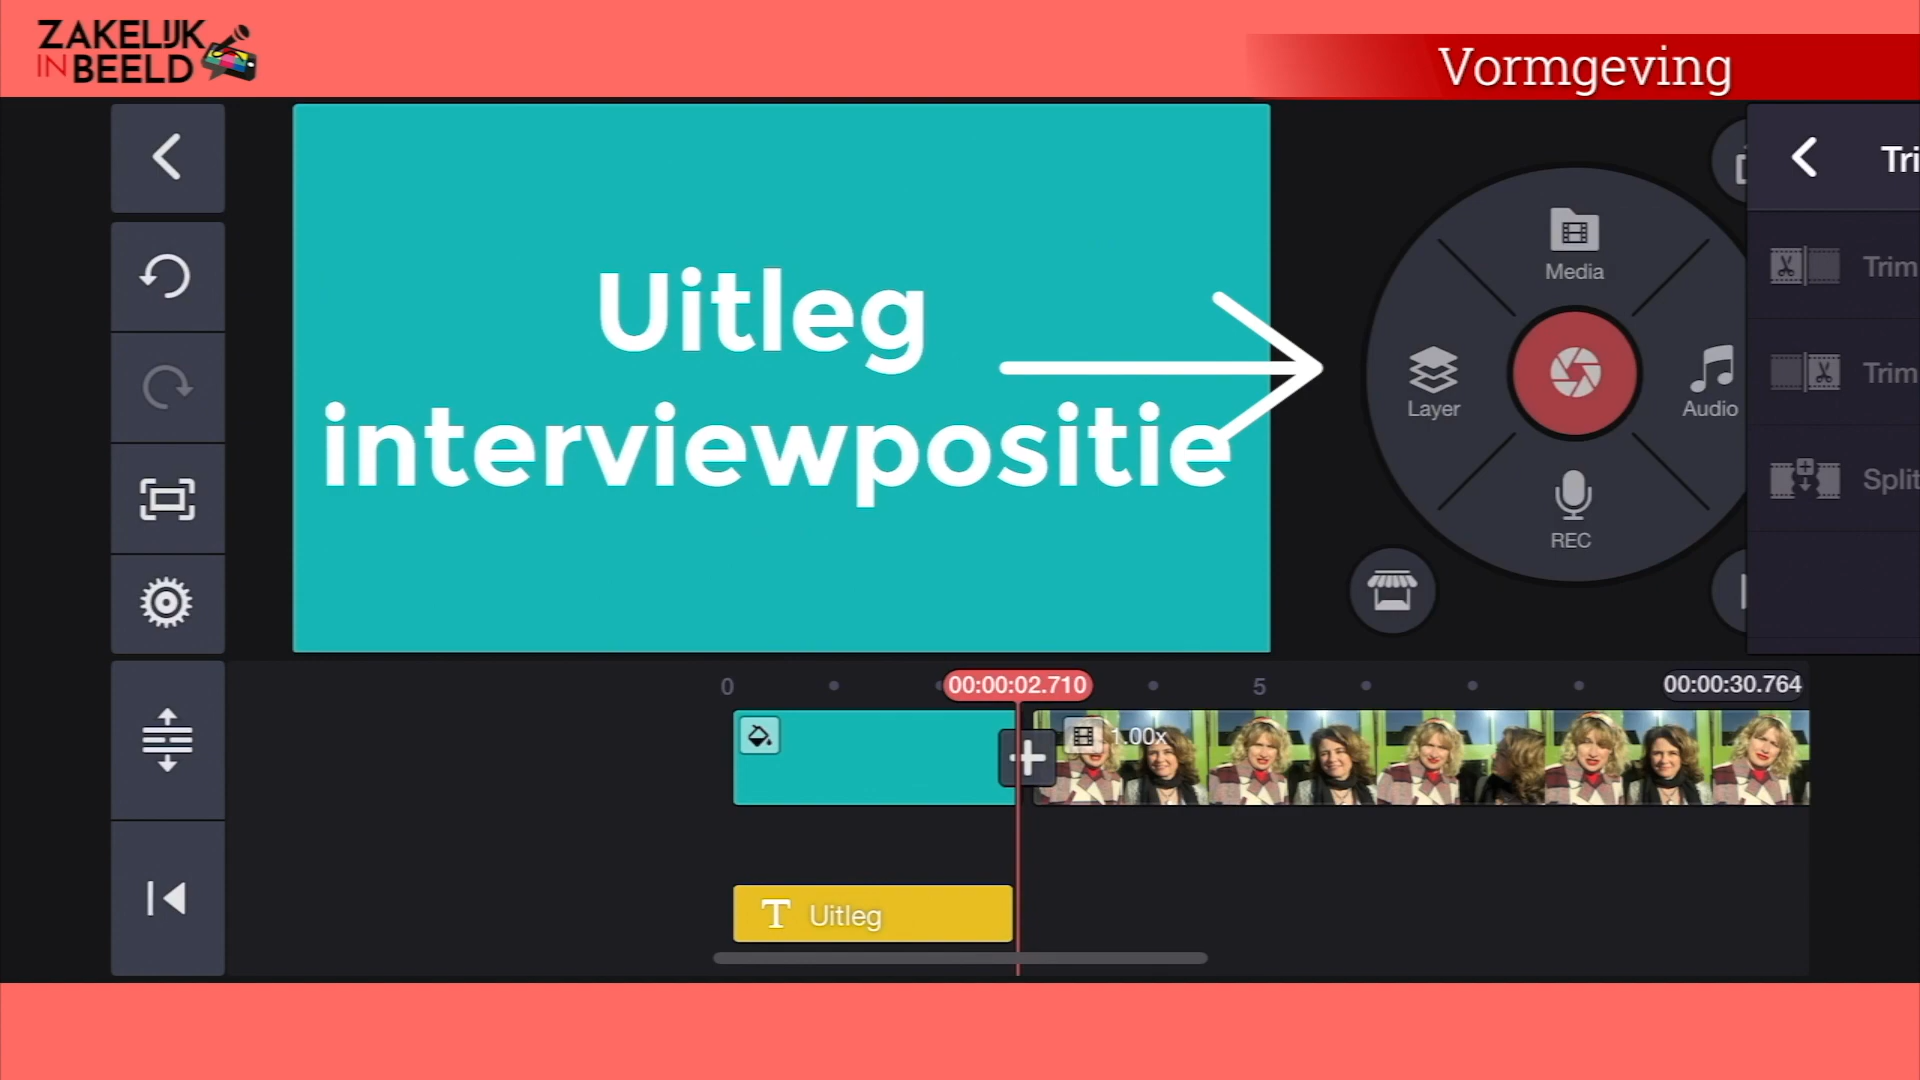 ZAKELIJK
IN BEELD
Vormgeving
Uitleg
interviewpositie
Media
Layer
Audio
REC
Tri
Trim
Trim
Split
0
00:00:02.710
5
00:00:30.764
1.00x
T Uitleg